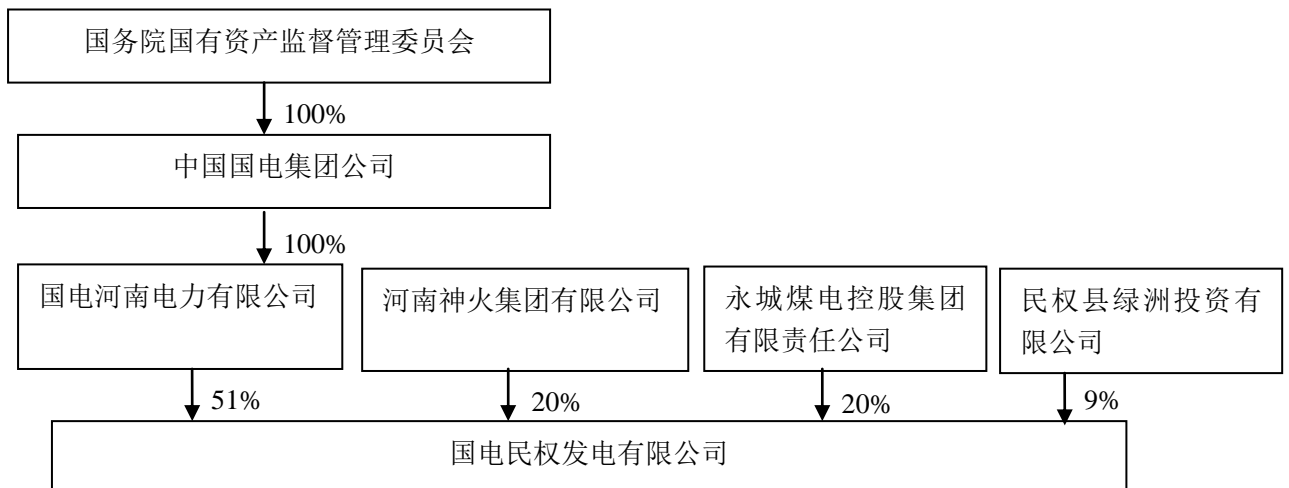 国务院国有资产监督管理委员会
100%
中国国电集团公司
100%
国电河南电力有限公司
河南神火集团有限公司
永城煤电控股集团
有限责任公司
民权县绿洲投资有
限公司
51%
20%
20%
9%
国电民权发电有限公司